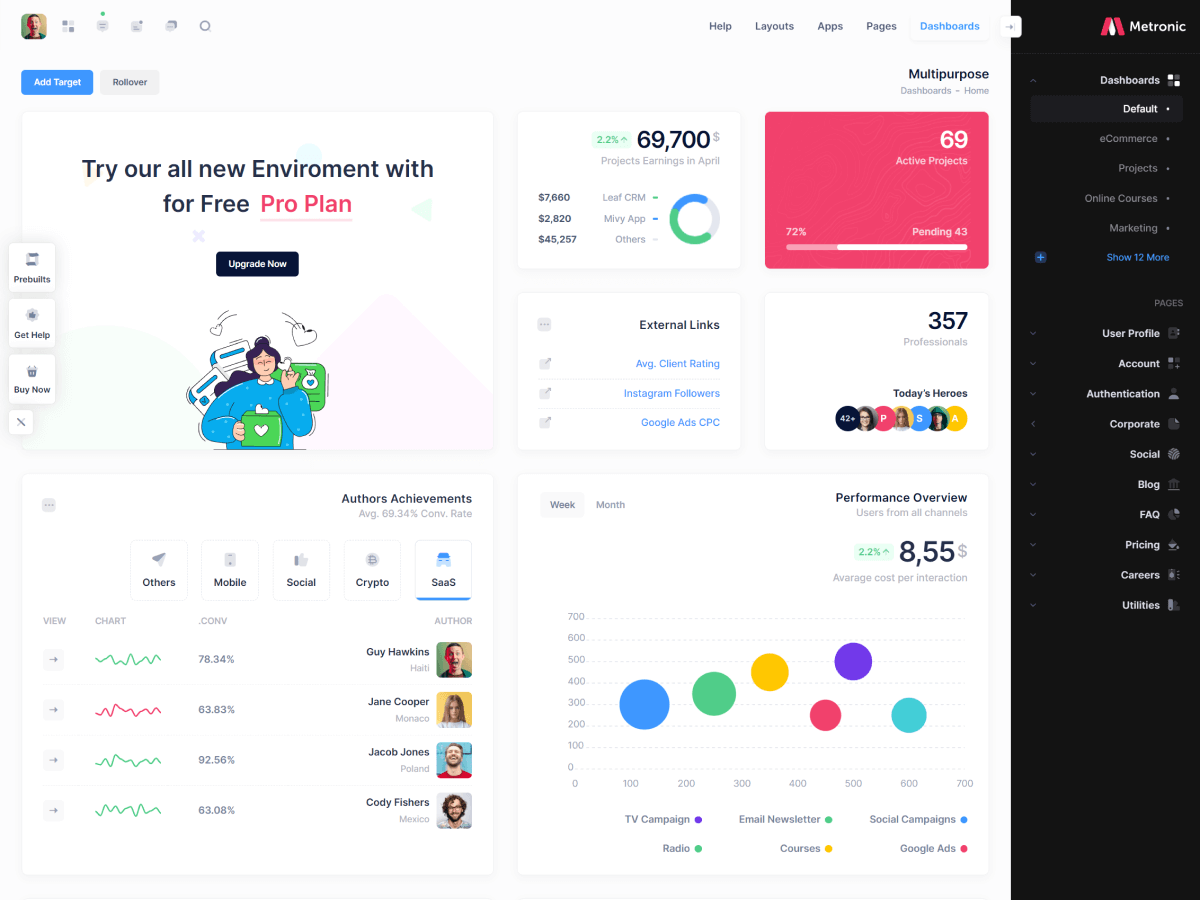 Help
Layouts
Apps
Pages
Dashboards
Metronic
Add Target
Rollover
Multipurpose
Dashboards - Home
Try our all new Enviroment with
for Free Pro Plan
Upgrade Now
Prebuilts
Get Help
Buy Now
2.2% 69,700 $
Projects Earnings in April
$7,660 Leaf CRM
$2,820 Mivy App
$45,257 Others
69
Active Projects
72% Pending 43
External Links
Avg. Client Rating
Instagram Followers
Google Ads CPC
357
Professionals
Today's Heroes
42+ P S A
Authors Achievements
Avg. 69.34% Conv. Rate
Others
Mobile
Social
Crypto
SaaS
VIEW CHART .CONV AUTHOR
78.34% Guy Hawkins
Haiti
63.83% Jane Cooper
Monaco
92.56% Jacob Jones
Poland
63.08% Cody Fishers
Mexico
Week Month
Performance Overview
Users from all channels
2.2% 8,55 $
Avarage cost per interaction
700
600
500
400
300
200
100
0
0 100 200 300 400 500 600 700
TV Campaign Email Newsletter Social Campaigns
Radio Courses Google Ads
Dashboards
Default
eCommerce
Projects
Online Courses
Marketing
Show 12 More
PAGES
User Profile
Account
Authentication
Corporate
Social
Blog
FAQ
Pricing
Careers
Utilities